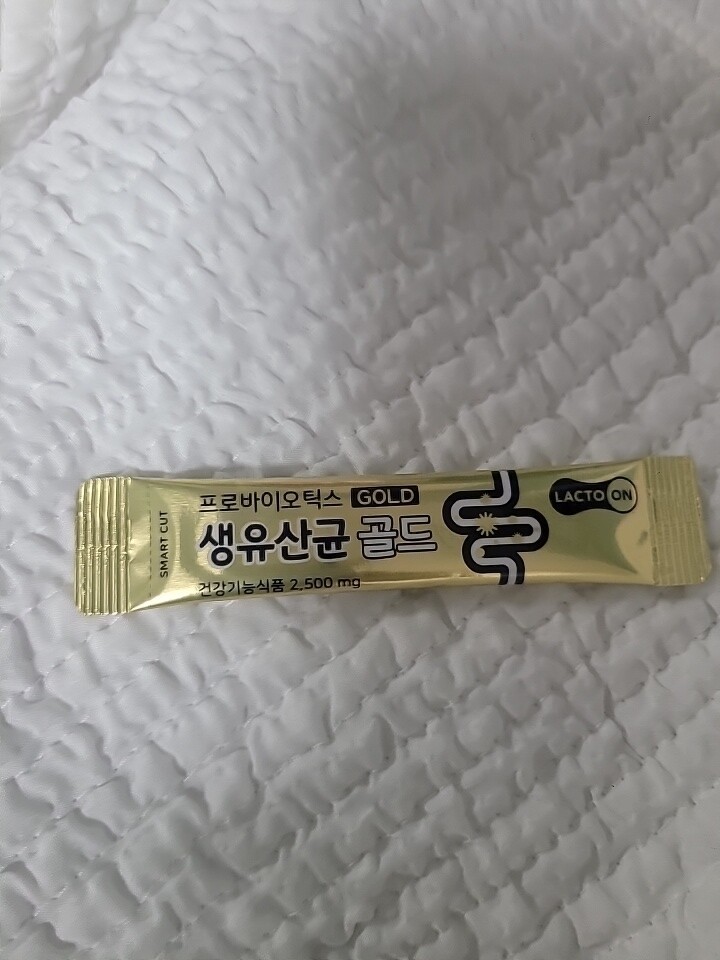 SMART CUT
프로바이오틱스 GOLD
생유산균 골드
건강기능식품 2,500 mg
LACTO ON